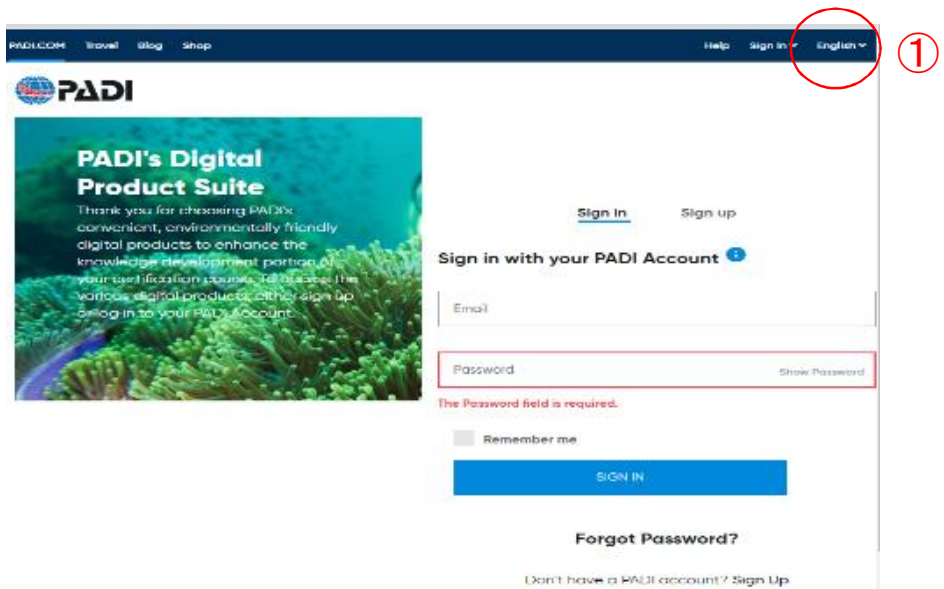 PADI.COM Travel Blog Shop Help Sign In English
①
PADI
PADI's Digital
Product Suite
Thank you for choosing PADI's
convenient, environmentally friendly
digital products to enhance the
knowledge development portion of
your certification course. To access the
various digital products, either sign up
or log-in to your PADI Account.
Sign In Sign up
Sign in with your PADI Account
Email
Password Show Password
The Password field is required.
Remember me
SIGN IN
Forgot Password?
Don't have a PADI account? Sign Up